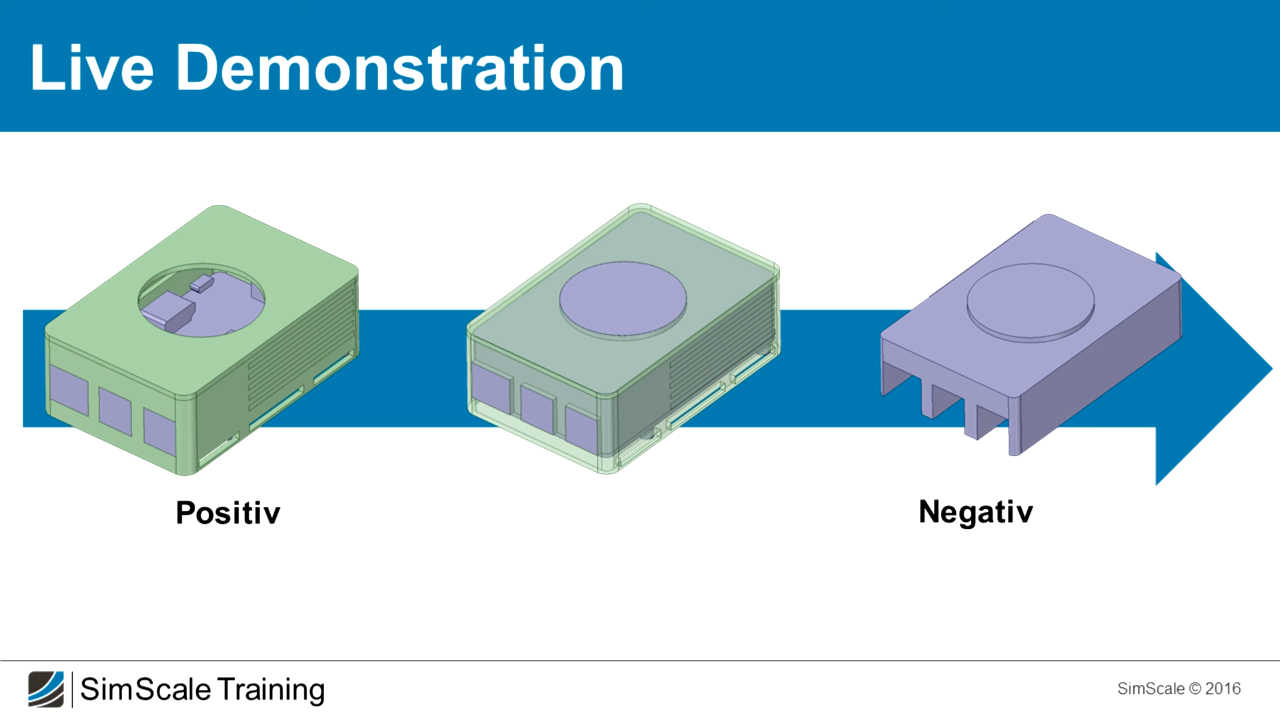 Live Demonstration
Positiv
Negativ
SimScale Training
SimScale © 2016